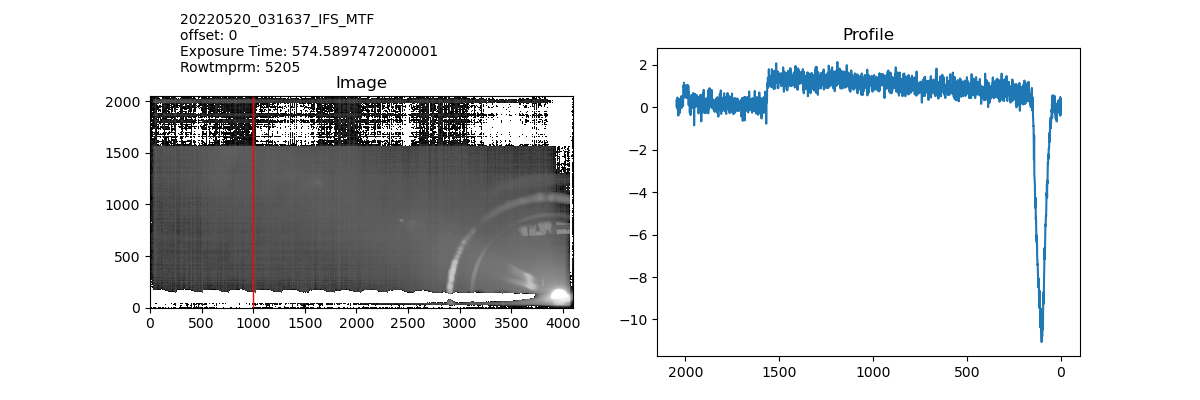 20220520_031637_IFS_MTF
offset: 0
Exposure Time: 574.5897472000001
Rowtmprm: 5205
Image
2000
1500
1000
500
0
0 500 1000 1500 2000 2500 3000 3500 4000
Profile
2
0
−2
−4
−6
−8
−10
2000 1500 1000 500 0